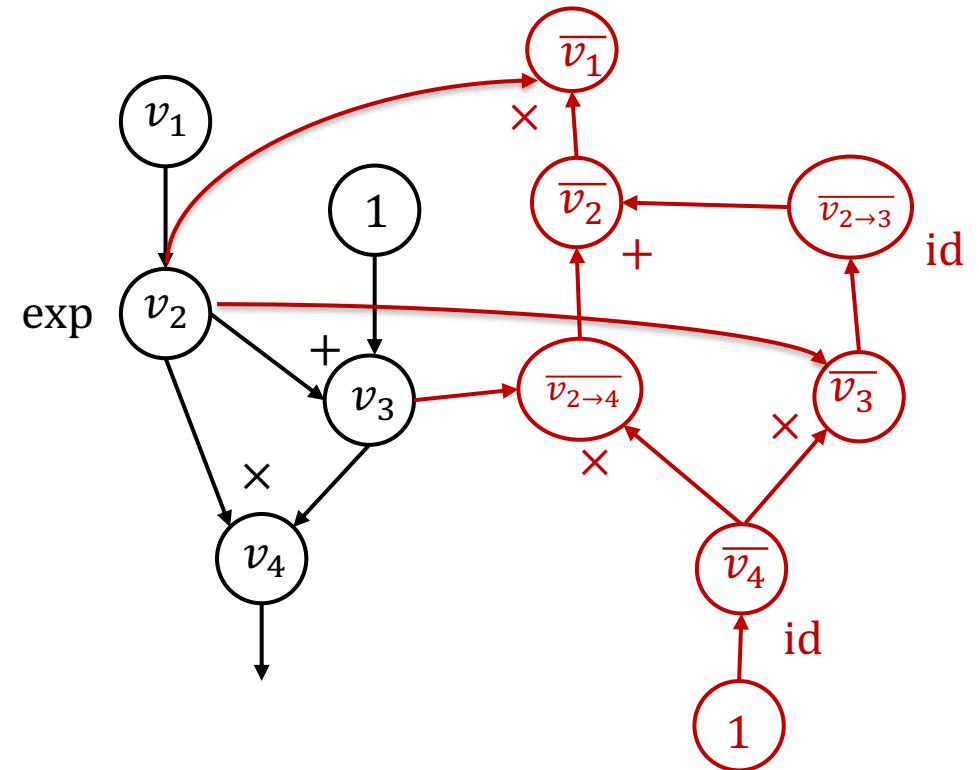 v₁
1
exp
v₂
+
v₃
×
v₄
v̅₁
×
v̅₂
+
v̅₂→₃
id
v̅₂→₄
×
v̅₃
×
v̅₄
id
1